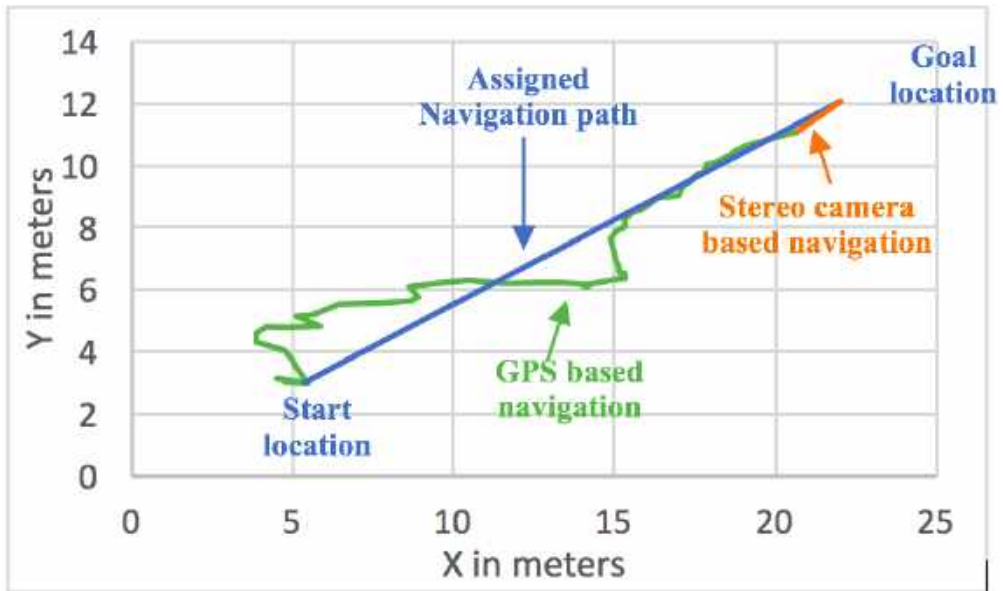 14
12
10
8
6
4
2
0
Y in meters
Goal
location
Assigned
Navigation path
Stereo camera
based navigation
GPS based
navigation
Start
location
0 5 10 15 20 25
X in meters